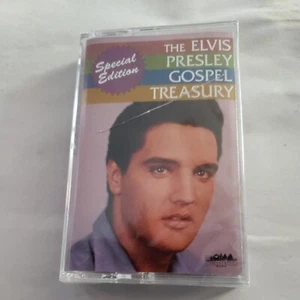 Special
Edition
THE ELVIS
PRESLEY
GOSPEL
TREASURY